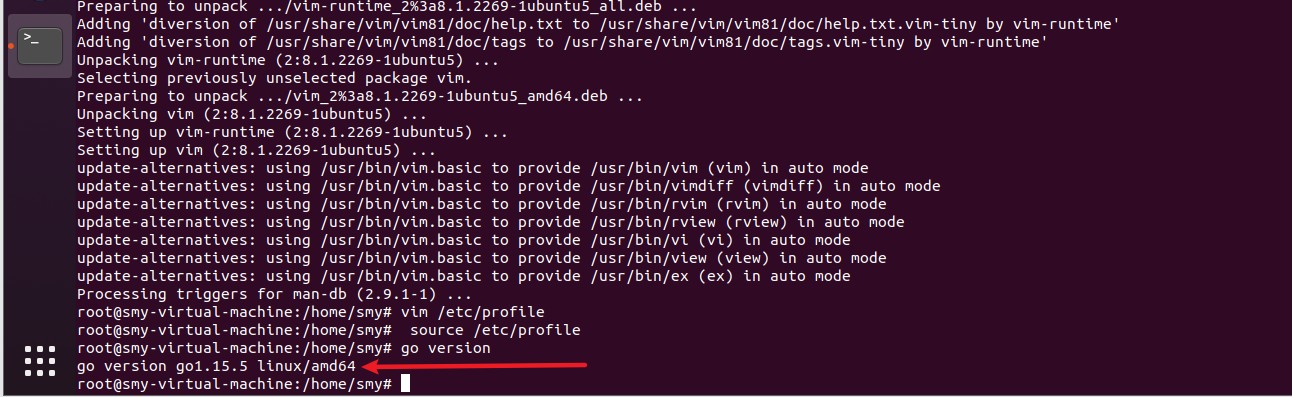 Preparing to unpack .../vim-runtime_2%3a8.1.2269-1ubuntu5_all.deb ...
Adding 'diversion of /usr/share/vim/vim81/doc/help.txt to /usr/share/vim/vim81/doc/help.txt.vim-tiny by vim-runtime'
Adding 'diversion of /usr/share/vim/vim81/doc/tags to /usr/share/vim/vim81/doc/tags.vim-tiny by vim-runtime'
Unpacking vim-runtime (2:8.1.2269-1ubuntu5) ...
Selecting previously unselected package vim.
Preparing to unpack .../vim_2%3a8.1.2269-1ubuntu5_amd64.deb ...
Unpacking vim (2:8.1.2269-1ubuntu5) ...
Setting up vim-runtime (2:8.1.2269-1ubuntu5) ...
Setting up vim (2:8.1.2269-1ubuntu5) ...
update-alternatives: using /usr/bin/vim.basic to provide /usr/bin/vim (vim) in auto mode
update-alternatives: using /usr/bin/vim.basic to provide /usr/bin/vimdiff (vimdiff) in auto mode
update-alternatives: using /usr/bin/vim.basic to provide /usr/bin/rvim (rvim) in auto mode
update-alternatives: using /usr/bin/vim.basic to provide /usr/bin/rview (rview) in auto mode
update-alternatives: using /usr/bin/vim.basic to provide /usr/bin/vi (vi) in auto mode
update-alternatives: using /usr/bin/vim.basic to provide /usr/bin/view (view) in auto mode
update-alternatives: using /usr/bin/vim.basic to provide /usr/bin/ex (ex) in auto mode
Processing triggers for man-db (2.9.1-1) ...
root@smy-virtual-machine:/home/smy# vim /etc/profile
root@smy-virtual-machine:/home/smy#  source /etc/profile
root@smy-virtual-machine:/home/smy# go version
go version go1.15.5 linux/amd64
root@smy-virtual-machine:/home/smy#